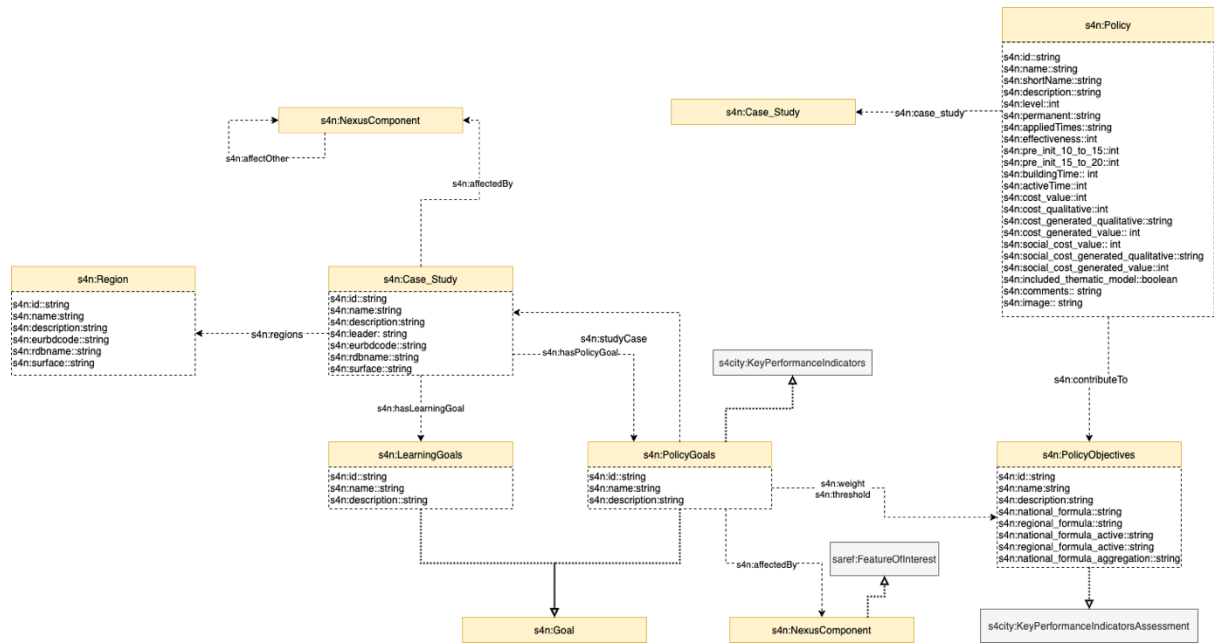 s4n:Policy
s4n:id::string
s4n:name::string
s4n:shortName::string
s4n:description::string
s4n:level::int
s4n:permanent::string
s4n:appliedTimes::string
s4n:effectiveness::int
s4n:pre_init_10_to_15::int
s4n:pre_init_15_to_20::int
s4n:buildingTime:: int
s4n:activeTime::int
s4n:cost_value::int
s4n:cost_qualitative::int
s4n:cost_generated_qualitative::string
s4n:cost_generated_value:: int
s4n:social_cost_value:: int
s4n:social_cost_generated_qualitative::string
s4n:social_cost_generated_value::int
s4n:included_thematic_model::boolean
s4n:comments:: string
s4n:image:: string
s4n:NexusComponent
s4n:affectOther
s4n:affectedBy
s4n:Case_Study
s4n:case_study
s4n:Region
s4n:id::string
s4n:name:string
s4n:description:string
s4n:eurbdcode::string
s4n:rdbname::string
s4n:surface::string
s4n:regions
s4n:Case_Study
s4n:id::string
s4n:name:string
s4n:description:string
s4n:leader: string
s4n:eurbdcode::string
s4n:rdbname::string
s4n:surface::string
s4n:studyCase
s4n:hasPolicyGoal
s4n:hasLearningGoal
s4city:KeyPerformanceIndicators
s4n:contributeTo
s4n:LearningGoals
s4n:id::string
s4n:name::string
s4n:description::string
s4n:PolicyGoals
s4n:id::string
s4n:name:string
s4n:description:string
s4n:weight
s4n:threshold
s4n:PolicyObjectives
s4n:id::string
s4n:name:string
s4n:description:string
s4n:national_formula::string
s4n:regional_formula::string
s4n:national_formula_active::string
s4n:regional_formula_active::string
s4n:national_formula_aggregation::string
s4n:affectedBy
saref:FeatureOfInterest
s4n:Goal
s4n:NexusComponent
s4city:KeyPerformanceIndicatorsAssessment